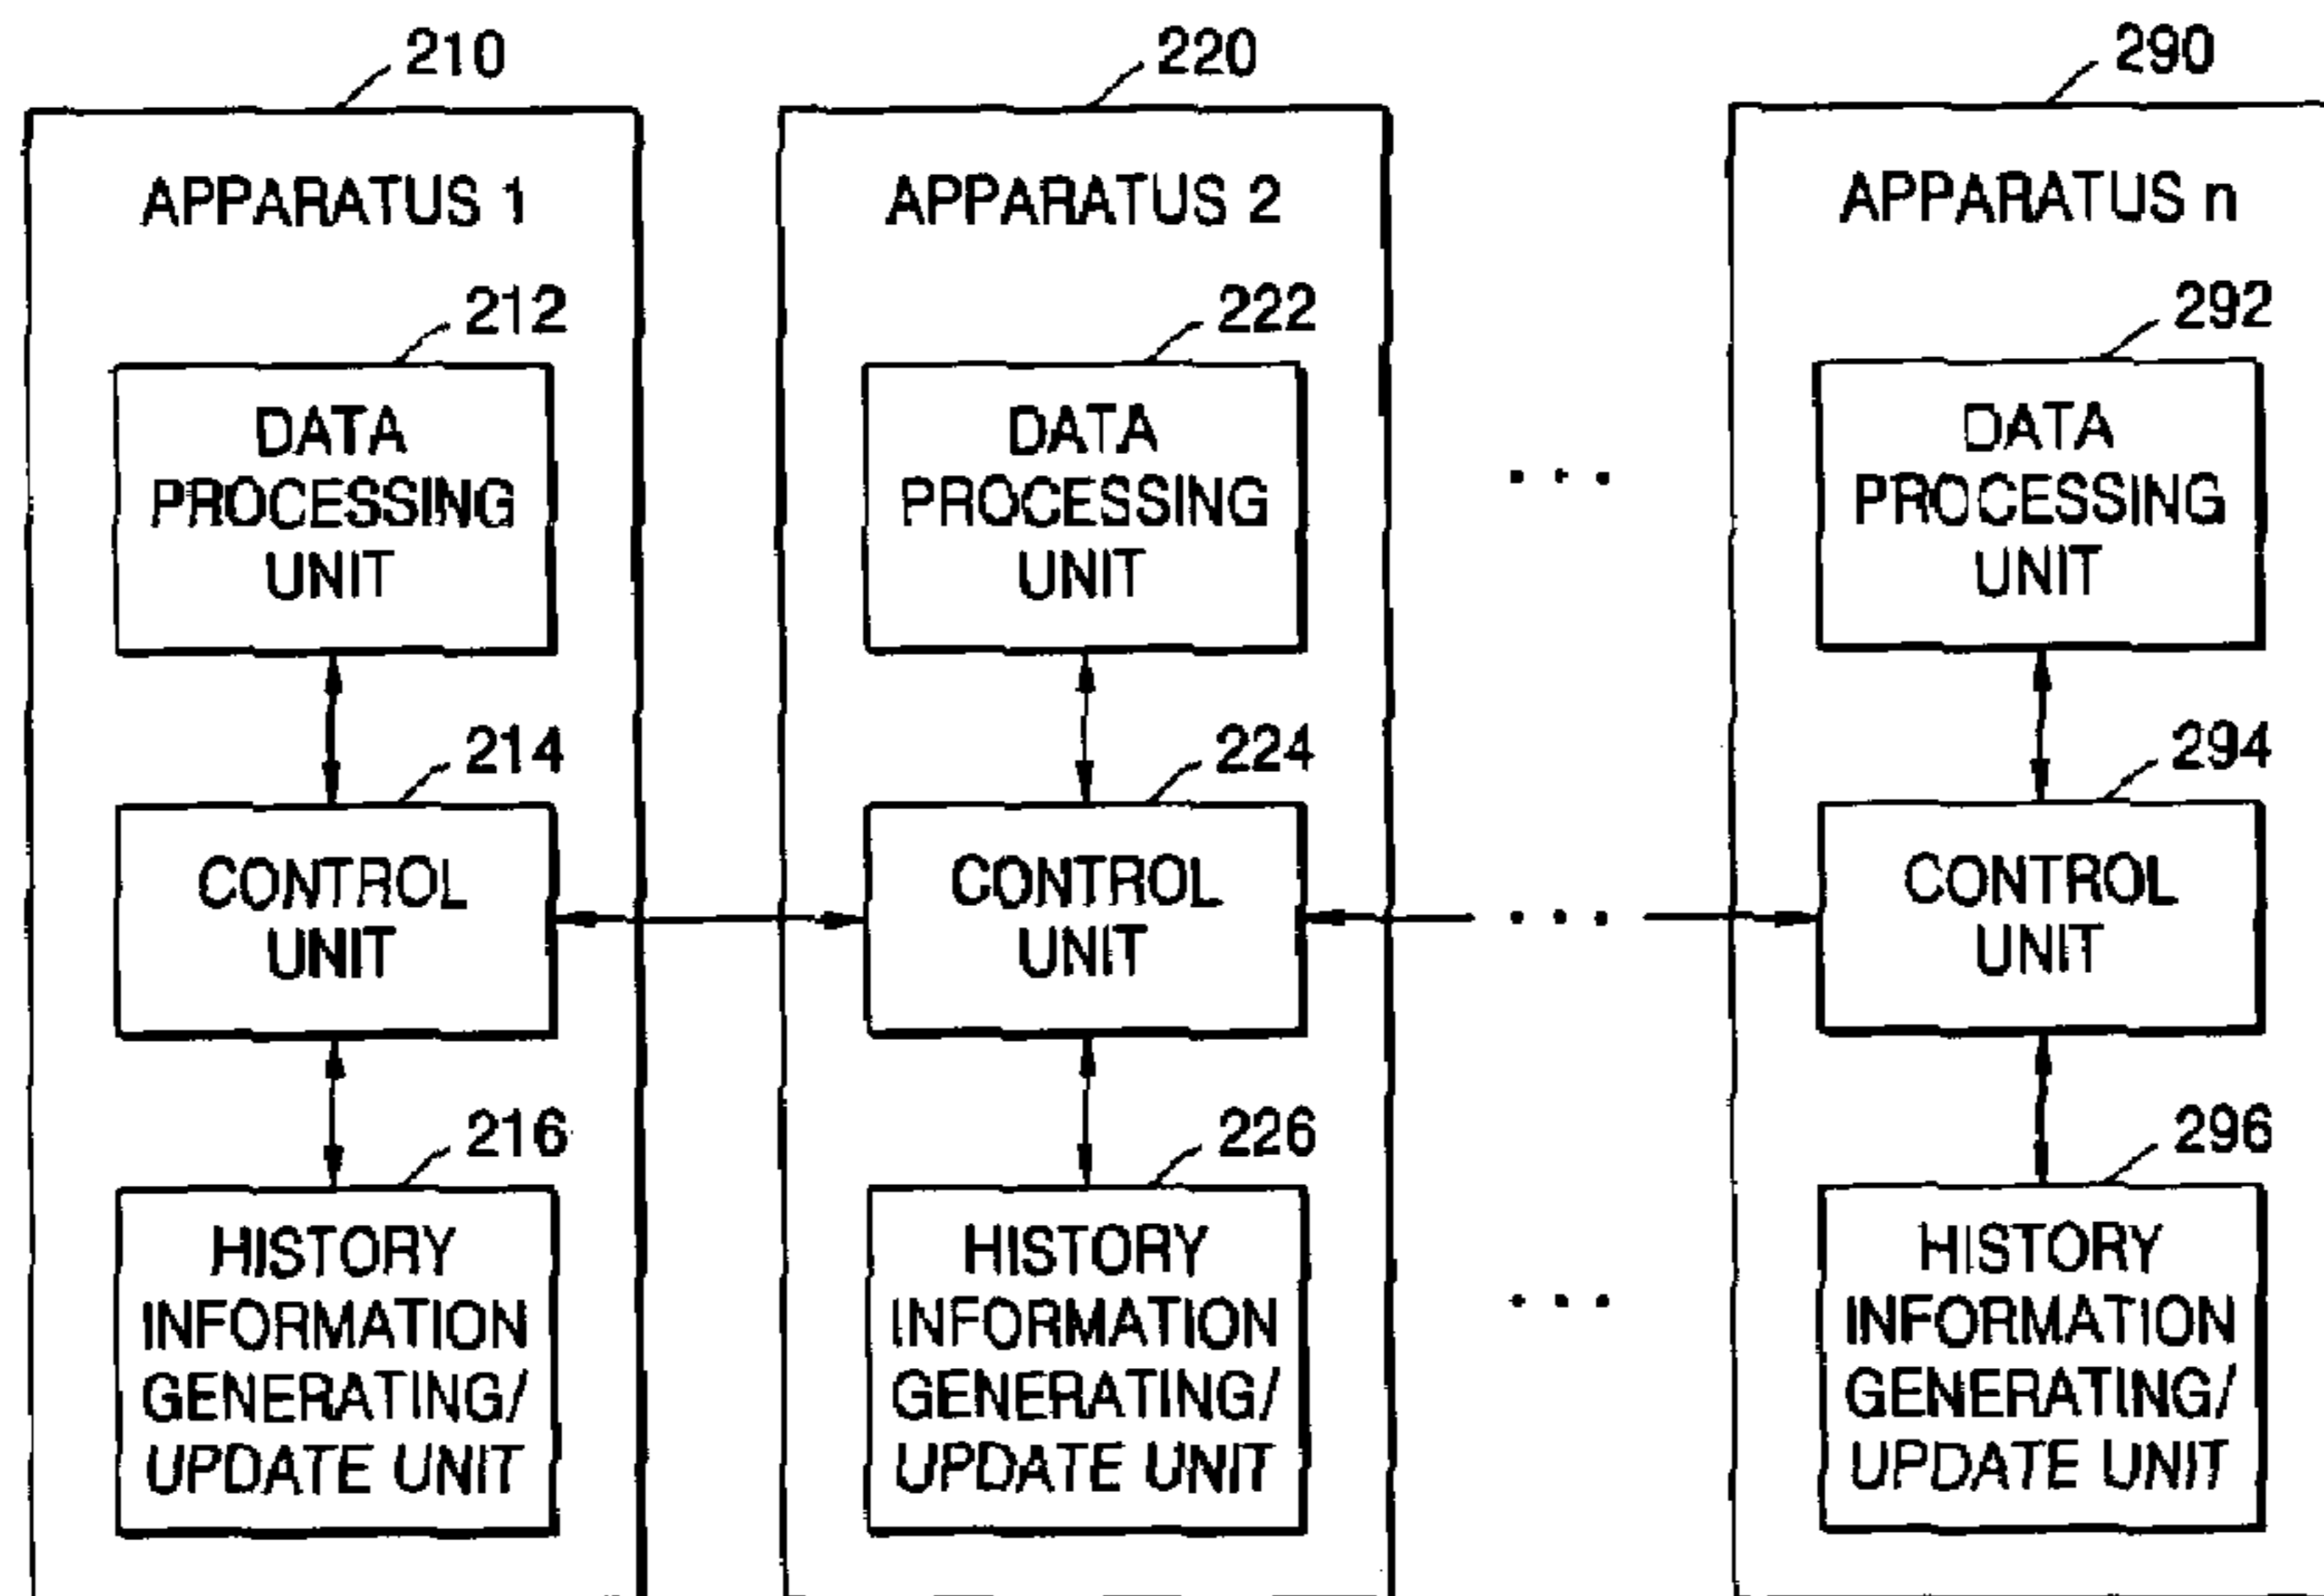 210
220
290
APPARATUS 1
APPARATUS 2
APPARATUS n
212
222
292
DATA
PROCESSING
UNIT
DATA
PROCESSING
UNIT
DATA
PROCESSING
UNIT
214
224
294
CONTROL
UNIT
CONTROL
UNIT
CONTROL
UNIT
216
226
296
HISTORY
INFORMATION
GENERATING/
UPDATE UNIT
HISTORY
INFORMATION
GENERATING/
UPDATE UNIT
HISTORY
INFORMATION
GENERATING/
UPDATE UNIT